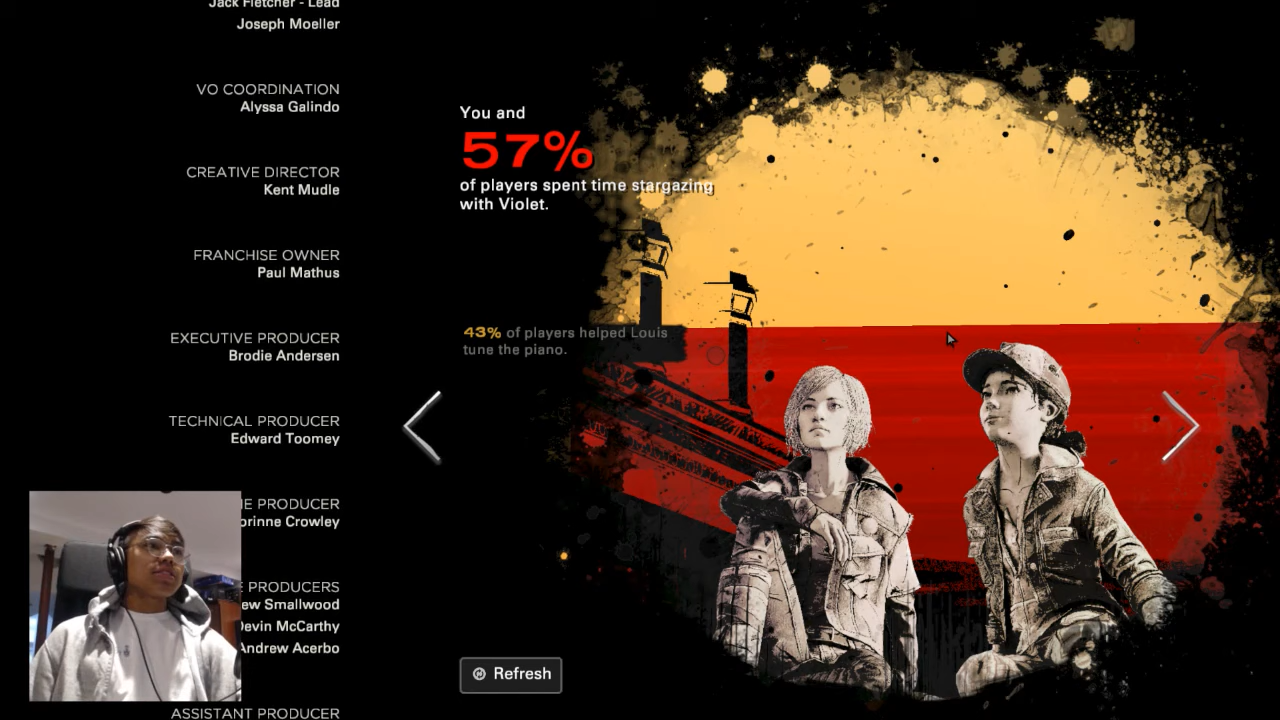 Jack Fletcher - Lead
Joseph Moeller
VO COORDINATION
Alyssa Galindo
CREATIVE DIRECTOR
Kent Mudle
FRANCHISE OWNER
Paul Mathus
EXECUTIVE PRODUCER
Brodie Andersen
TECHNICAL PRODUCER
Edward Toomey
PRODUCER
Crowley
PRODUCERS
Smallwood
Devin McCarthy
Andrew Acerbo
ASSISTANT PRODUCER
You and
57%
of players spent time stargazing
with Violet.
43% of players helped Louis
tune the piano.
Refresh